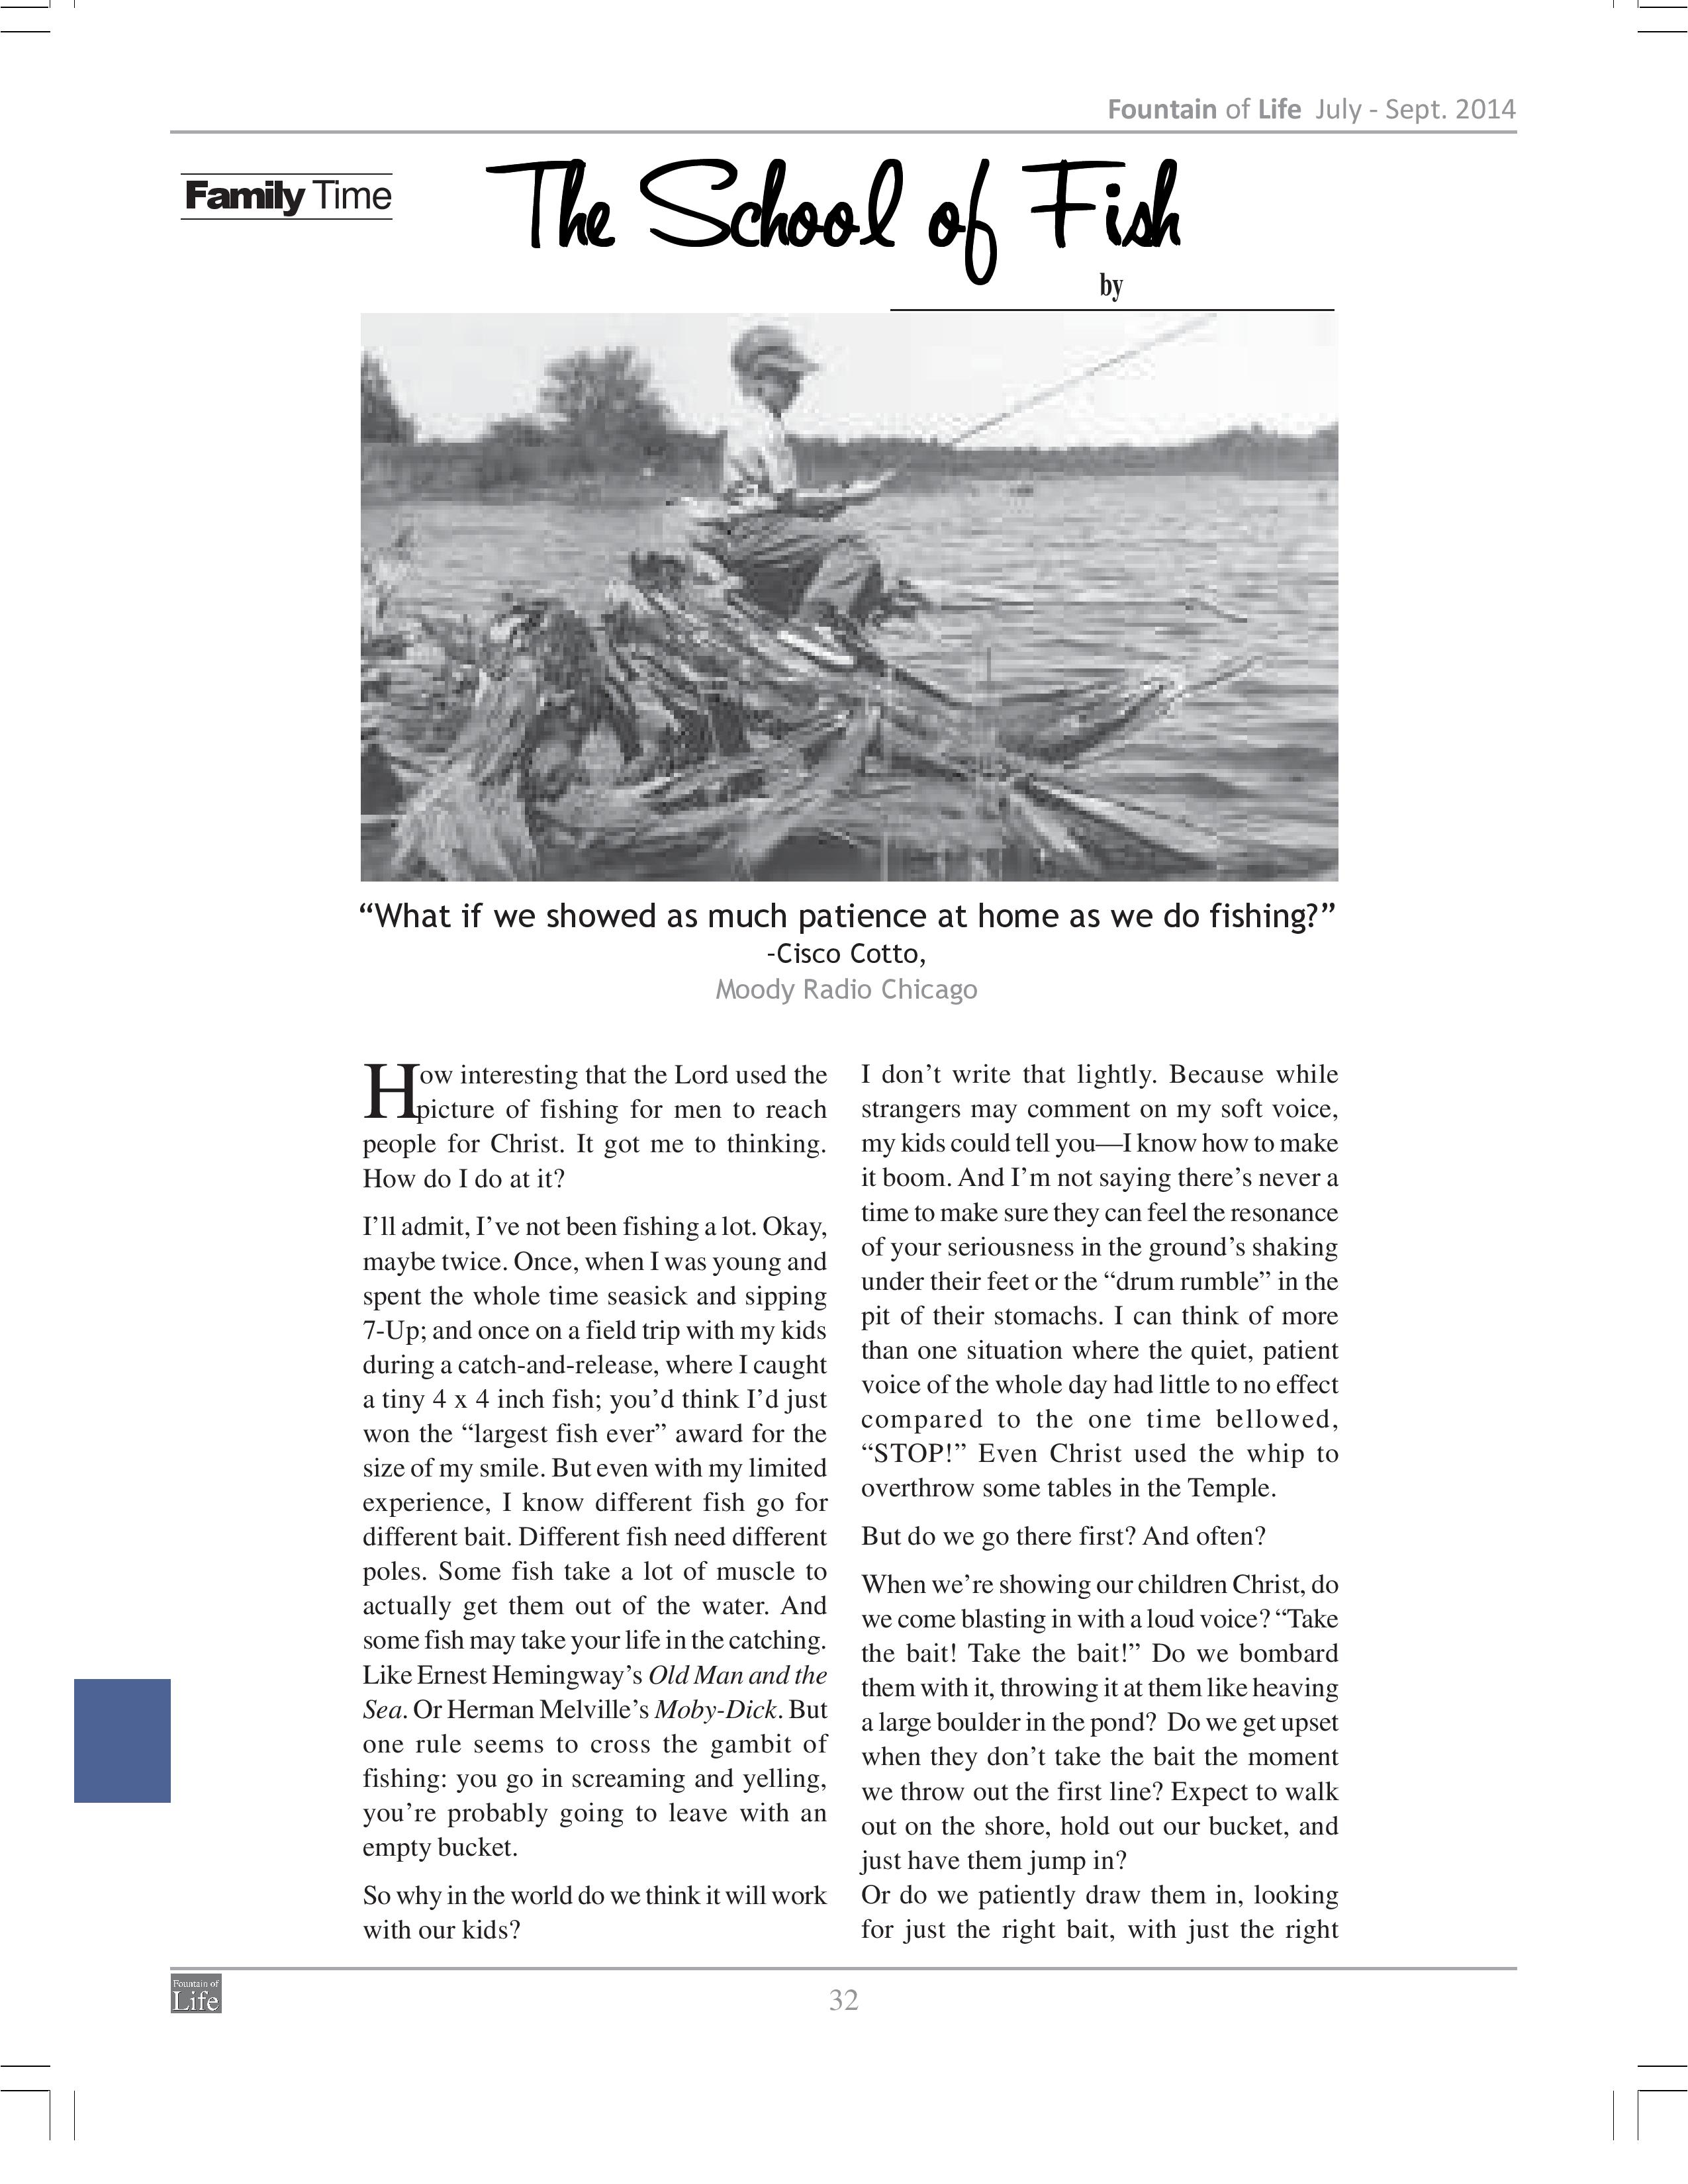 Fountain of Life July - Sept. 2014
Family Time
The School of Fish
by
“What if we showed as much patience at home as we do fishing?”
-Cisco Cotto,
Moody Radio Chicago
How interesting that the Lord used the
picture of fishing for men to reach
people for Christ. It got me to thinking.
How do I do at it?
I’ll admit, I’ve not been fishing a lot. Okay,
maybe twice. Once, when I was young and
spent the whole time seasick and sipping
7-Up; and once on a field trip with my kids
during a catch-and-release, where I caught
a tiny 4 x 4 inch fish; you’d think I’d just
won the “largest fish ever” award for the
size of my smile. But even with my limited
experience, I know different fish go for
different bait. Different fish need different
poles. Some fish take a lot of muscle to
actually get them out of the water. And
some fish may take your life in the catching.
Like Ernest Hemingway’s Old Man and the
Sea. Or Herman Melville’s Moby-Dick. But
one rule seems to cross the gambit of
fishing: you go in screaming and yelling,
you’re probably going to leave with an
empty bucket.
So why in the world do we think it will work
with our kids?
I don’t write that lightly. Because while
strangers may comment on my soft voice,
my kids could tell you—I know how to make
it boom. And I’m not saying there’s never a
time to make sure they can feel the resonance
of your seriousness in the ground’s shaking
under their feet or the “drum rumble” in the
pit of their stomachs. I can think of more
than one situation where the quiet, patient
voice of the whole day had little to no effect
compared to the one time bellowed,
“STOP!” Even Christ used the whip to
overthrow some tables in the Temple.
But do we go there first? And often?
When we’re showing our children Christ, do
we come blasting in with a loud voice? “Take
the bait! Take the bait!” Do we bombard
them with it, throwing it at them like heaving
a large boulder in the pond? Do we get upset
when they don’t take the bait the moment
we throw out the first line? Expect to walk
out on the shore, hold out our bucket, and
just have them jump in?
Or do we patiently draw them in, looking
for just the right bait, with just the right
Fountain of
Life
32